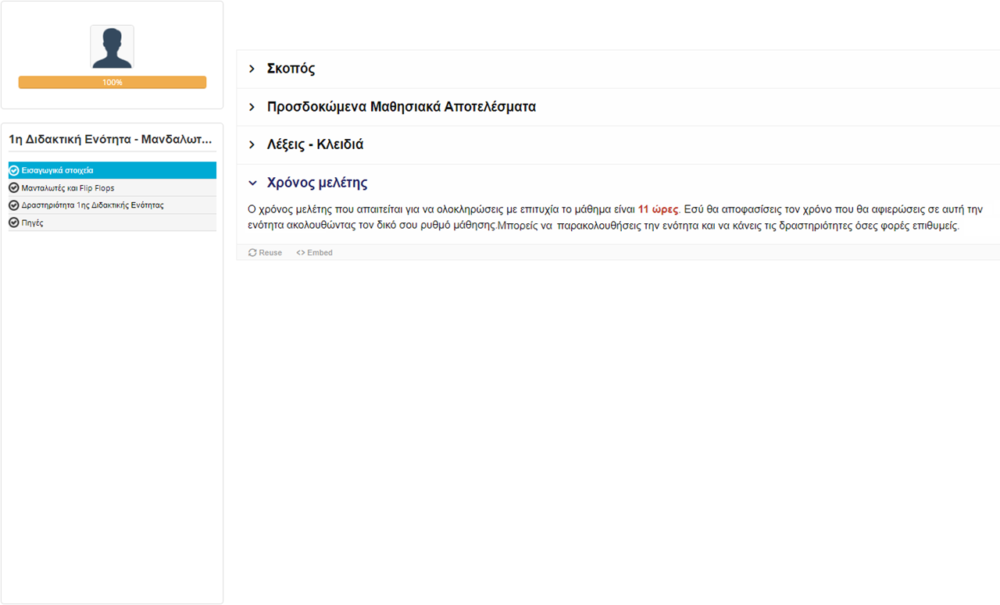 100%
1η Διδακτική Ενότητα - Μανδαλωτ...
Εισαγωγικά στοιχεία
Μανταλωτές και Flip Flops
Δραστηριότητα 1ης Διδακτικής Ενότητας
Πηγές
Σκοπός
Προσδοκώμενα Μαθησιακά Αποτελέσματα
Λέξεις - Κλειδιά
Χρόνος μελέτης
Ο χρόνος μελέτης που απαιτείται για να ολοκληρώσεις με επιτυχία το μάθημα είναι 11 ώρες. Εσύ θα αποφασίσεις τον χρόνο που θα αφιερώσεις σε αυτή την
ενότητα ακολουθώντας τον δικό σου ρυθμό μάθησης.Μπορείς να παρακολουθήσεις την ενότητα και να κάνεις τις δραστηριότητες όσες φορές επιθυμείς.
Reuse <> Embed